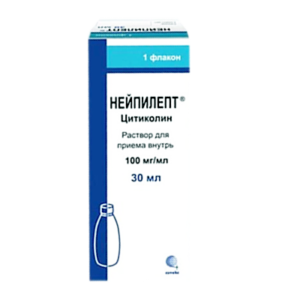 1 флакон
НЕЙПИЛЕПТ®
Цитиколин
Раствор для
приема внутрь
100 мг/мл
30 мл